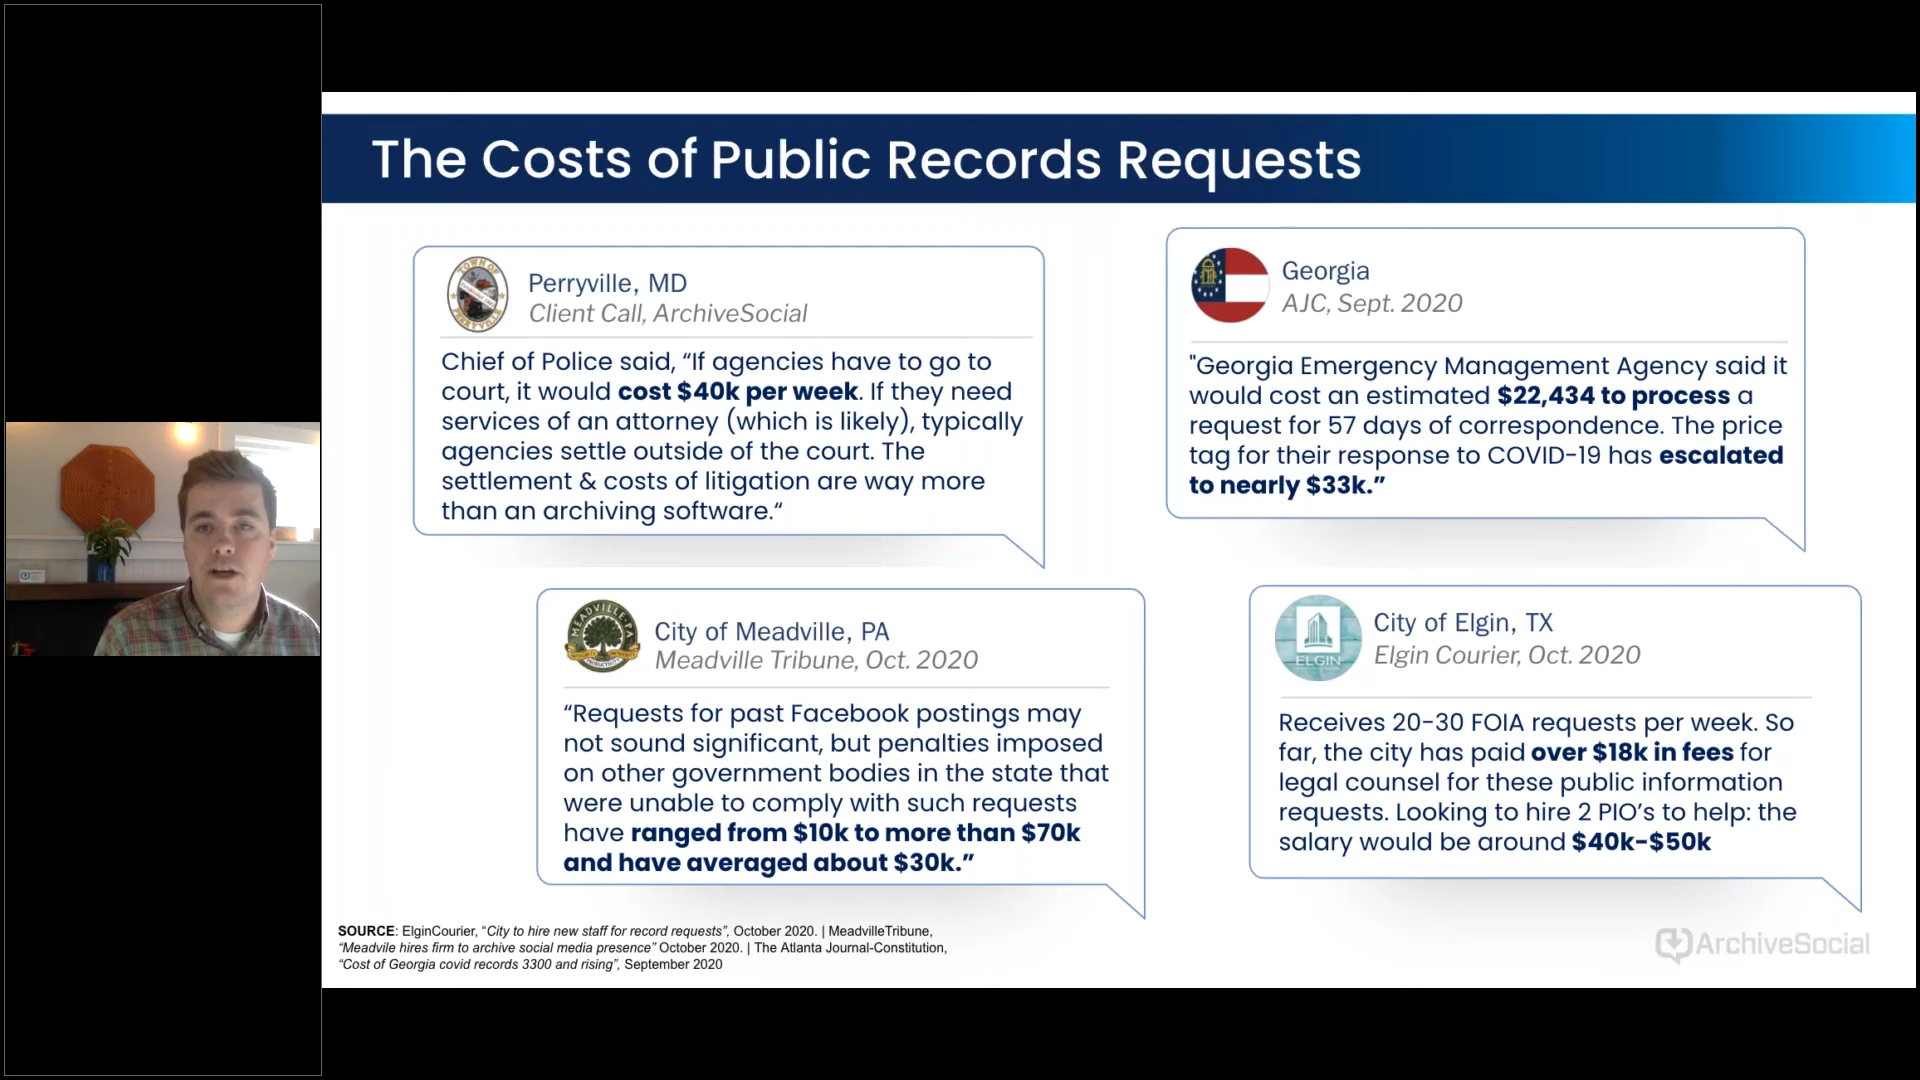 The Costs of Public Records Requests
TOWN OF
PERRYVILLE
Perryville, MD
Client Call, ArchiveSocial
Chief of Police said, “If agencies have to go to
court, it would cost $40k per week. If they need
services of an attorney (which is likely), typically
agencies settle outside of the court. The
settlement & costs of litigation are way more
than an archiving software.“
Georgia
AJC, Sept. 2020
"Georgia Emergency Management Agency said it
would cost an estimated $22,434 to process a
request for 57 days of correspondence. The price
tag for their response to COVID-19 has escalated
to nearly $33k.”
MEADVILLE, PA
City of Meadville, PA
Meadville Tribune, Oct. 2020
“Requests for past Facebook postings may
not sound significant, but penalties imposed
on other government bodies in the state that
were unable to comply with such requests
have ranged from $10k to more than $70k
and have averaged about $30k.”
ELGIN
City of Elgin, TX
Elgin Courier, Oct. 2020
Receives 20-30 FOIA requests per week. So
far, the city has paid over $18k in fees for
legal counsel for these public information
requests. Looking to hire 2 PIO’s to help: the
salary would be around $40k-$50k
SOURCE: ElginCourier, “City to hire new staff for record requests”, October 2020. | MeadvilleTribune,
“Meadvile hires firm to archive social media presence” October 2020. | The Atlanta Journal-Constitution,
“Cost of Georgia covid records 3300 and rising”, September 2020
ArchiveSocial